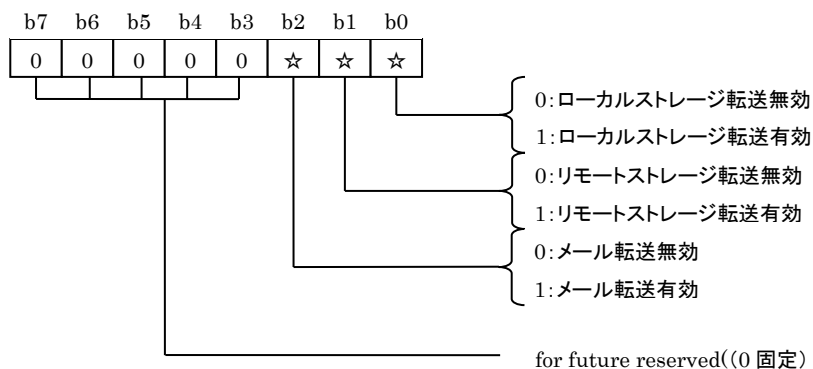 b7 b6 b5 b4 b3 b2 b1 b0
0 0 0 0 0 ☆ ☆ ☆
0:ローカルストレージ転送無効
1:ローカルストレージ転送有効
0:リモートストレージ転送無効
1:リモートストレージ転送有効
0:メール転送無効
1:メール転送有効
for future reserved((0 固定)